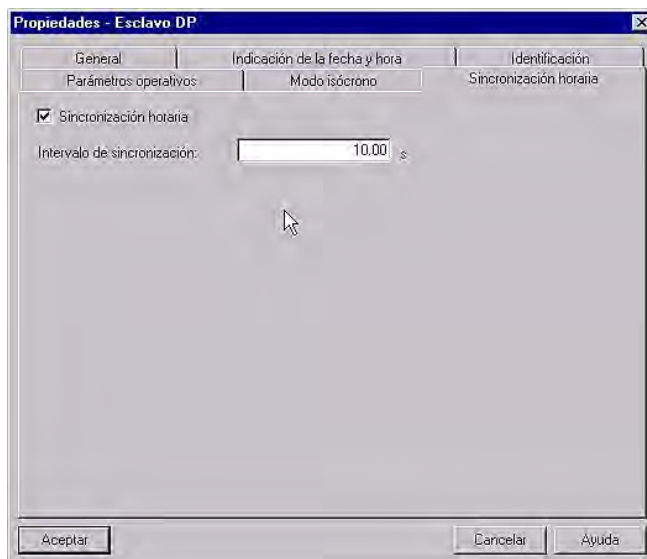 Propiedades - Esclavo DP
General Indicación de la fecha y hora Identificación
Parámetros operativos Modo isócrono Sincronización horaria
Sincronización horaria
Intervalo de sincronización: 10,00 s
Aceptar Cancelar Ayuda